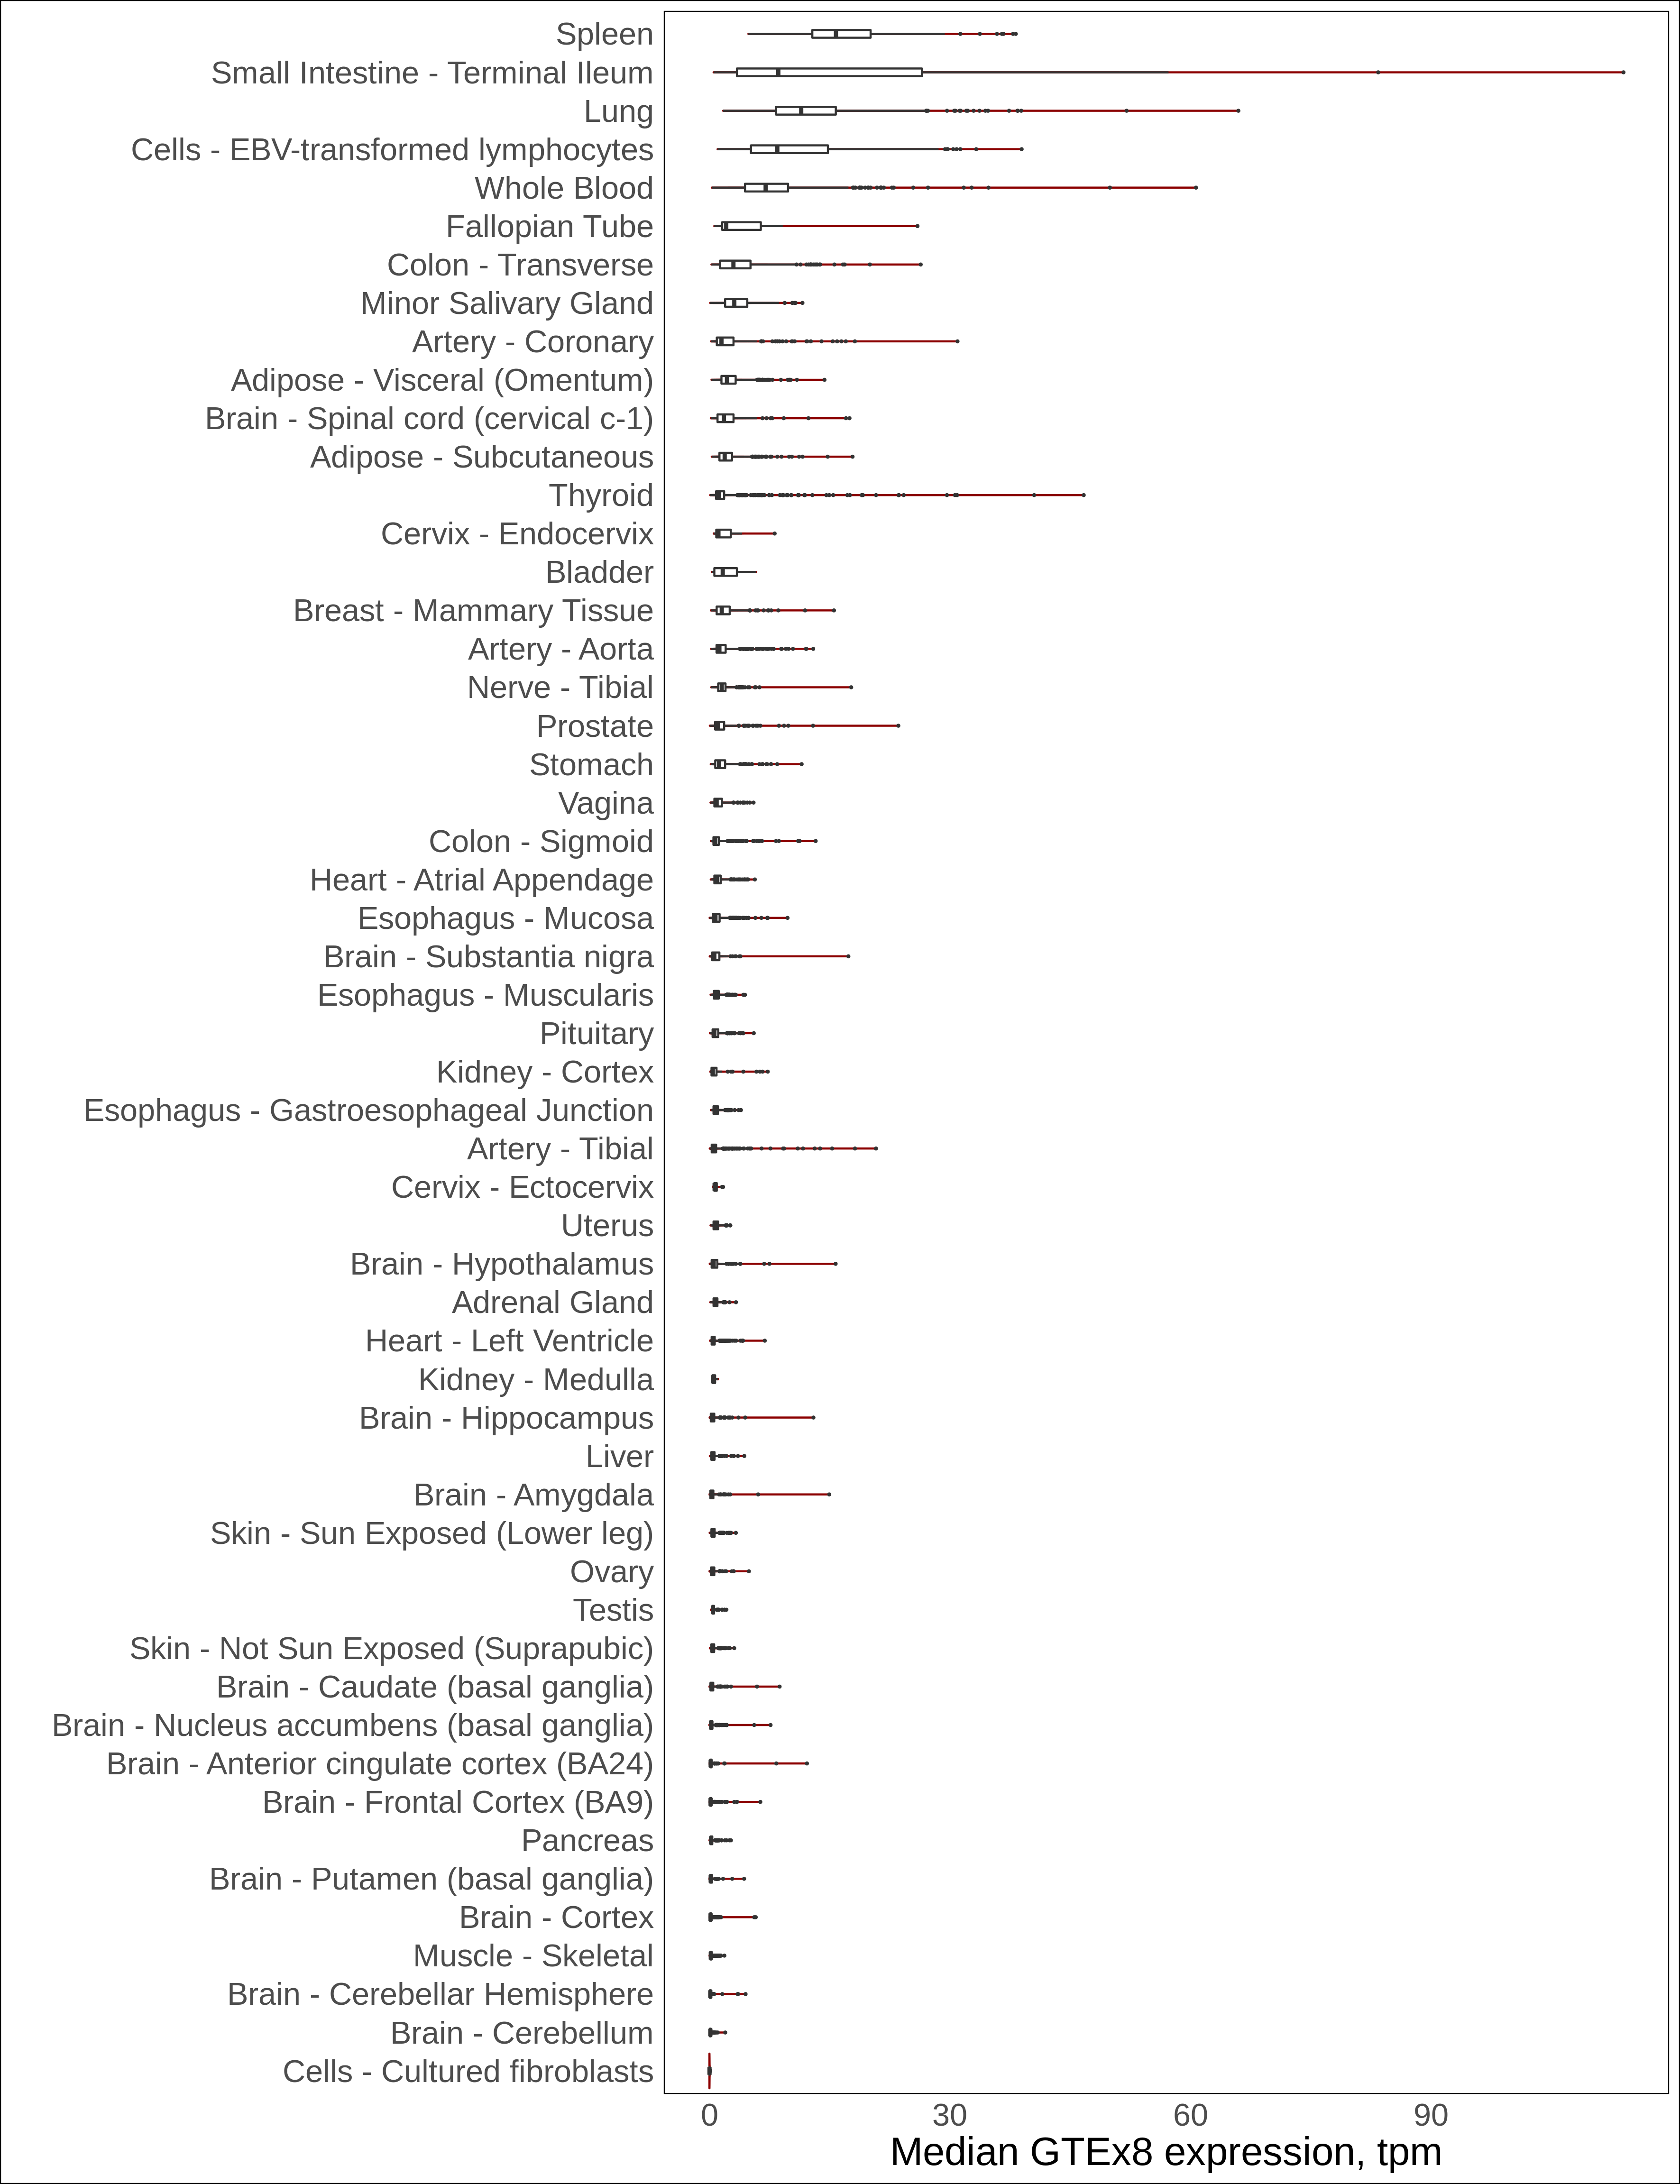 Spleen
Small Intestine - Terminal Ileum
Lung
Cells - EBV-transformed lymphocytes
Whole Blood
Fallopian Tube
Colon - Transverse
Minor Salivary Gland
Artery - Coronary
Adipose - Visceral (Omentum)
Brain - Spinal cord (cervical c-1)
Adipose - Subcutaneous
Thyroid
Cervix - Endocervix
Bladder
Breast - Mammary Tissue
Artery - Aorta
Nerve - Tibial
Prostate
Stomach
Vagina
Colon - Sigmoid
Heart - Atrial Appendage
Esophagus - Mucosa
Brain - Substantia nigra
Esophagus - Muscularis
Pituitary
Kidney - Cortex
Esophagus - Gastroesophageal Junction
Artery - Tibial
Cervix - Ectocervix
Uterus
Brain - Hypothalamus
Adrenal Gland
Heart - Left Ventricle
Kidney - Medulla
Brain - Hippocampus
Liver
Brain - Amygdala
Skin - Sun Exposed (Lower leg)
Ovary
Testis
Skin - Not Sun Exposed (Suprapubic)
Brain - Caudate (basal ganglia)
Brain - Nucleus accumbens (basal ganglia)
Brain - Anterior cingulate cortex (BA24)
Brain - Frontal Cortex (BA9)
Pancreas
Brain - Putamen (basal ganglia)
Brain - Cortex
Muscle - Skeletal
Brain - Cerebellar Hemisphere
Brain - Cerebellum
Cells - Cultured fibroblasts
0 30 60 90
Median GTEx8 expression, tpm